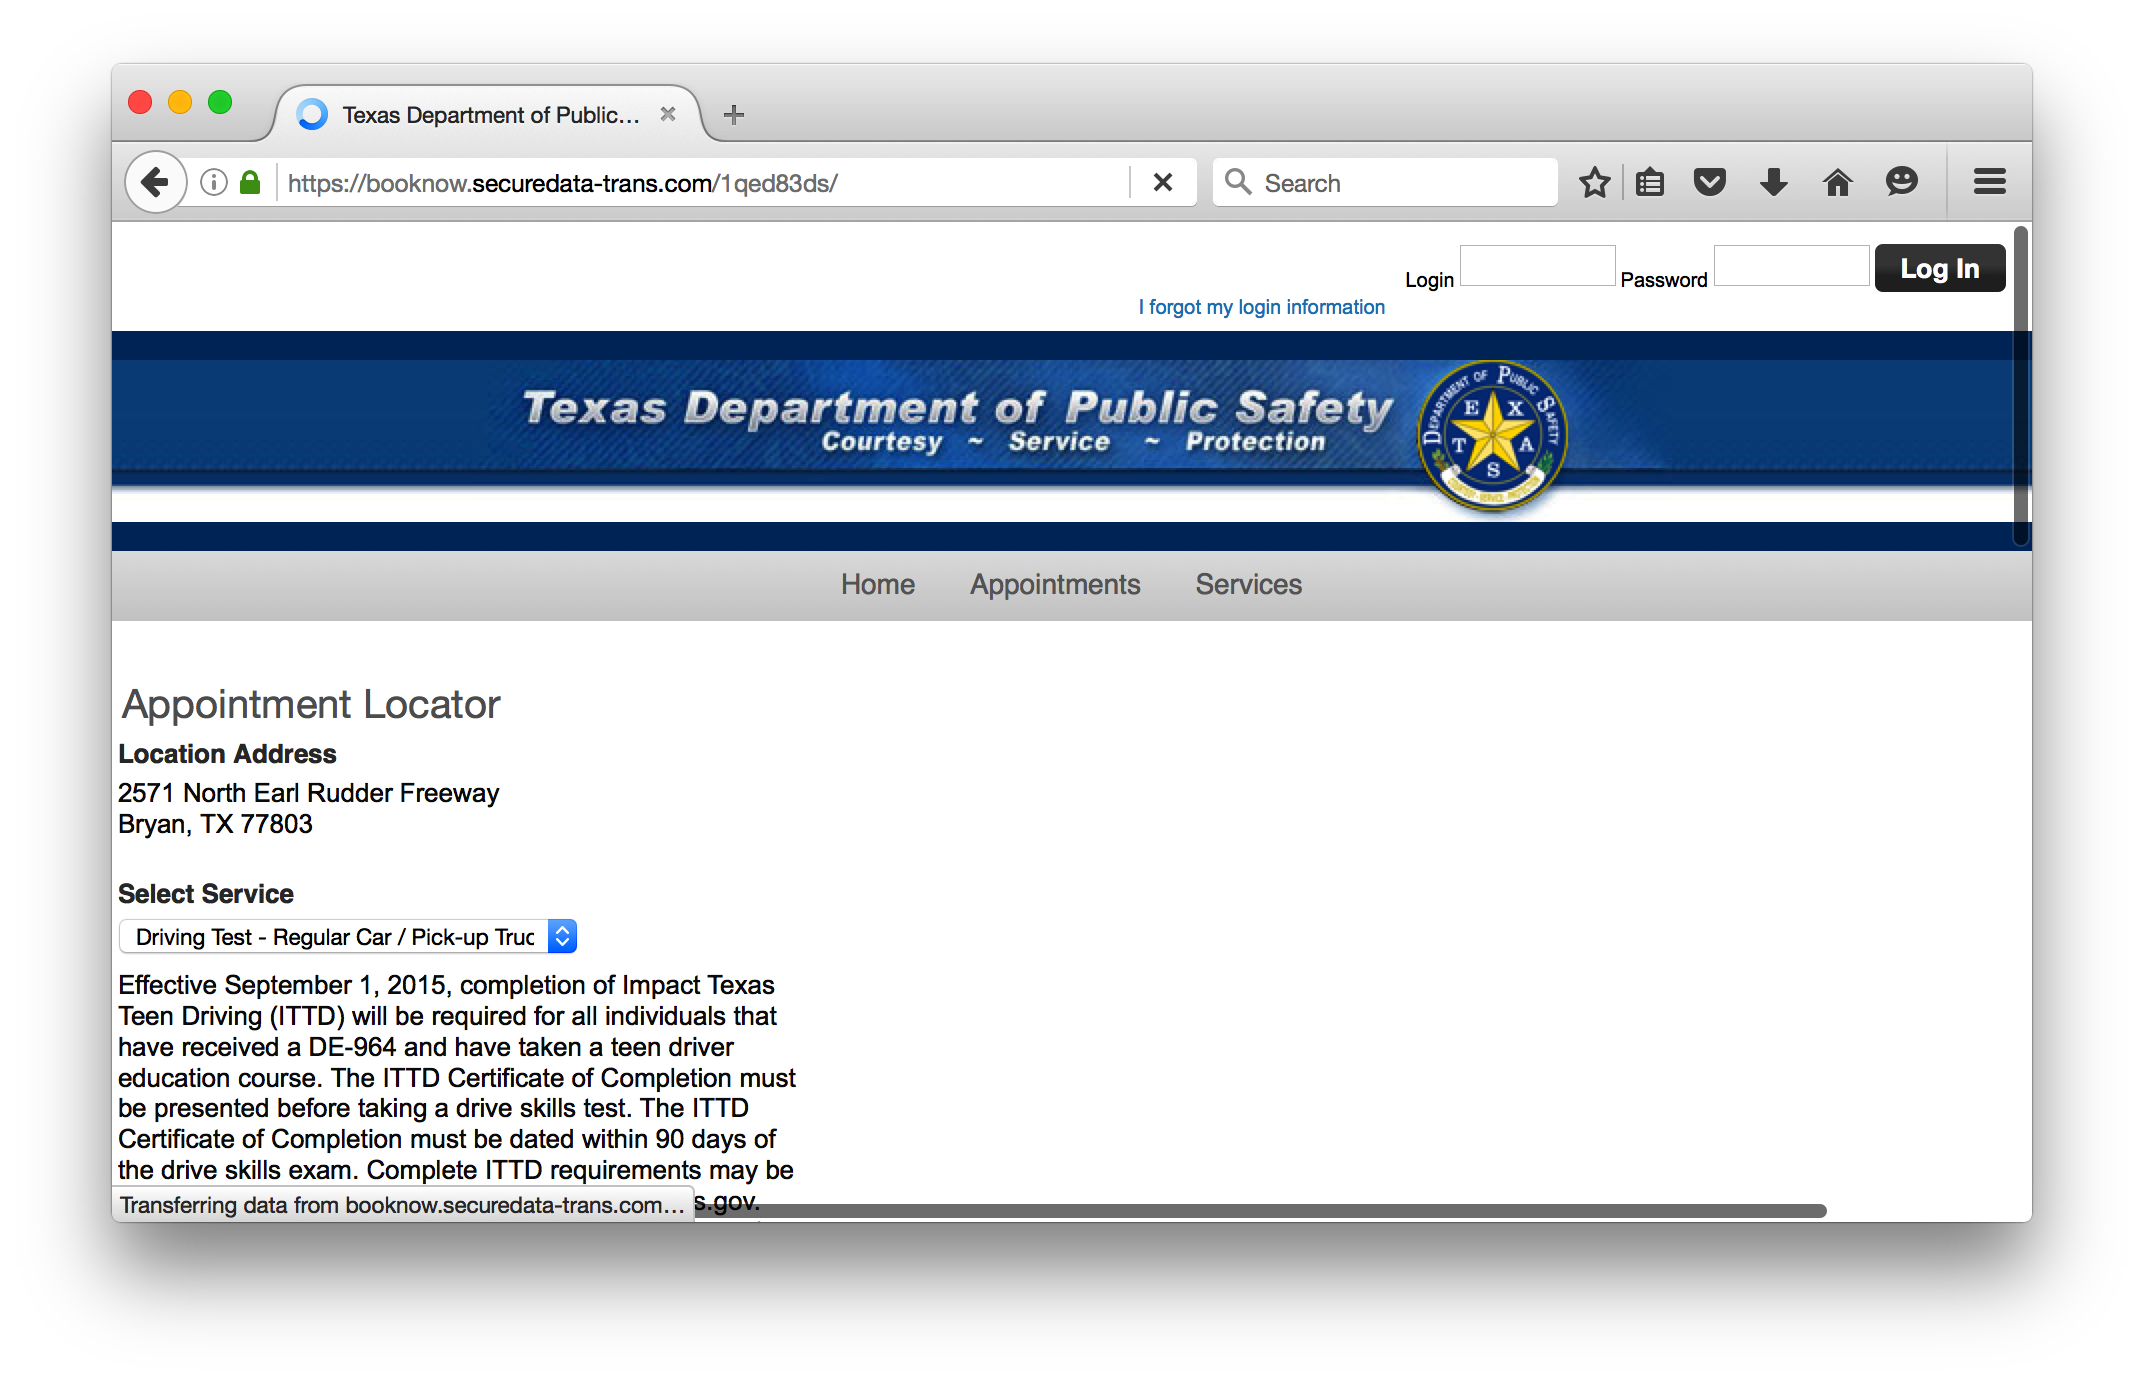 Texas Department of Public…
https://booknow.securedata-trans.com/1qed83ds/
Search
Login
Password
Log In
I forgot my login information
Texas Department of Public Safety
Courtesy ~ Service ~ Protection
DEPARTMENT OF PUBLIC SAFETY
TEXAS
COURTESY SERVICE PROTECTION
Home
Appointments
Services
Appointment Locator
Location Address
2571 North Earl Rudder Freeway
Bryan, TX 77803
Select Service
Driving Test - Regular Car / Pick-up Truc
Effective September 1, 2015, completion of Impact Texas
Teen Driving (ITTD) will be required for all individuals that
have received a DE-964 and have taken a teen driver
education course. The ITTD Certificate of Completion must
be presented before taking a drive skills test. The ITTD
Certificate of Completion must be dated within 90 days of
the drive skills exam. Complete ITTD requirements may be
s.gov.
Transferring data from booknow.securedata-trans.com…